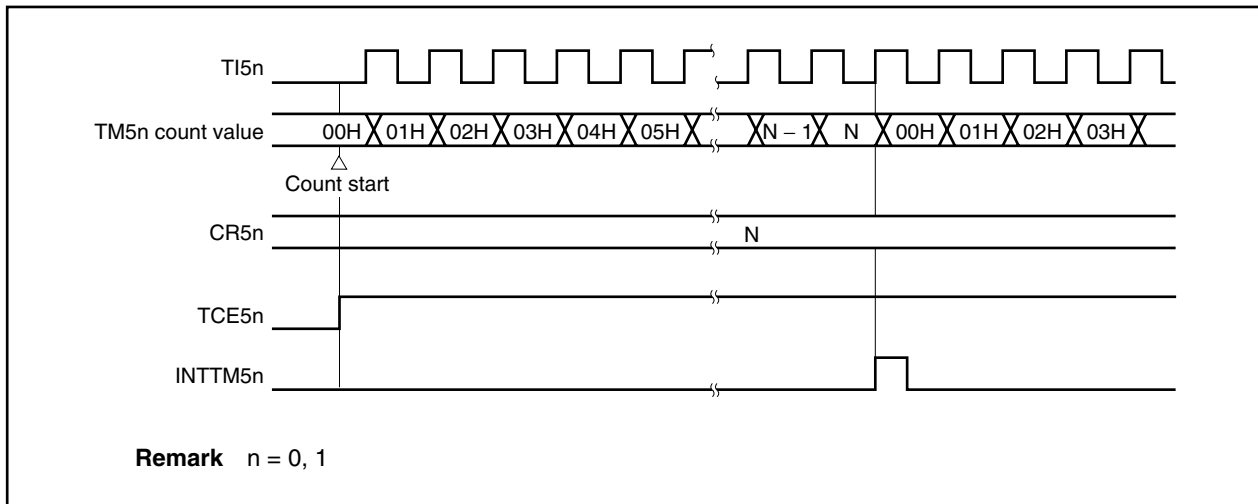 TI5n
TM5n count value 00H 01H 02H 03H 04H 05H N − 1 N 00H 01H 02H 03H
Count start
CR5n N
TCE5n
INTTM5n
Remark n = 0, 1